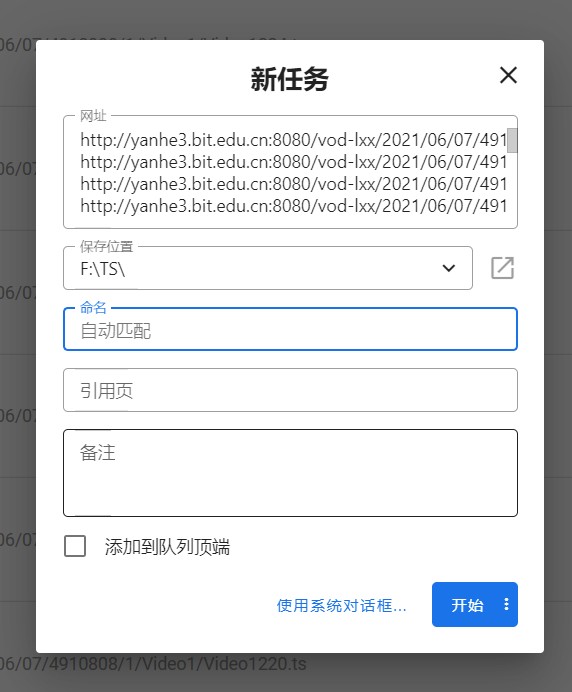 新任务
网址
http://yanhe3.bit.edu.cn:8080/vod-lxx/2021/06/07/491
http://yanhe3.bit.edu.cn:8080/vod-lxx/2021/06/07/491
http://yanhe3.bit.edu.cn:8080/vod-lxx/2021/06/07/491
http://yanhe3.bit.edu.cn:8080/vod-lxx/2021/06/07/491
保存位置
F:\TS\
命名
自动匹配
引用页
备注
添加到队列顶端
使用系统对话框...
开始
06/07/4910808/1/Video1/Video1220.ts